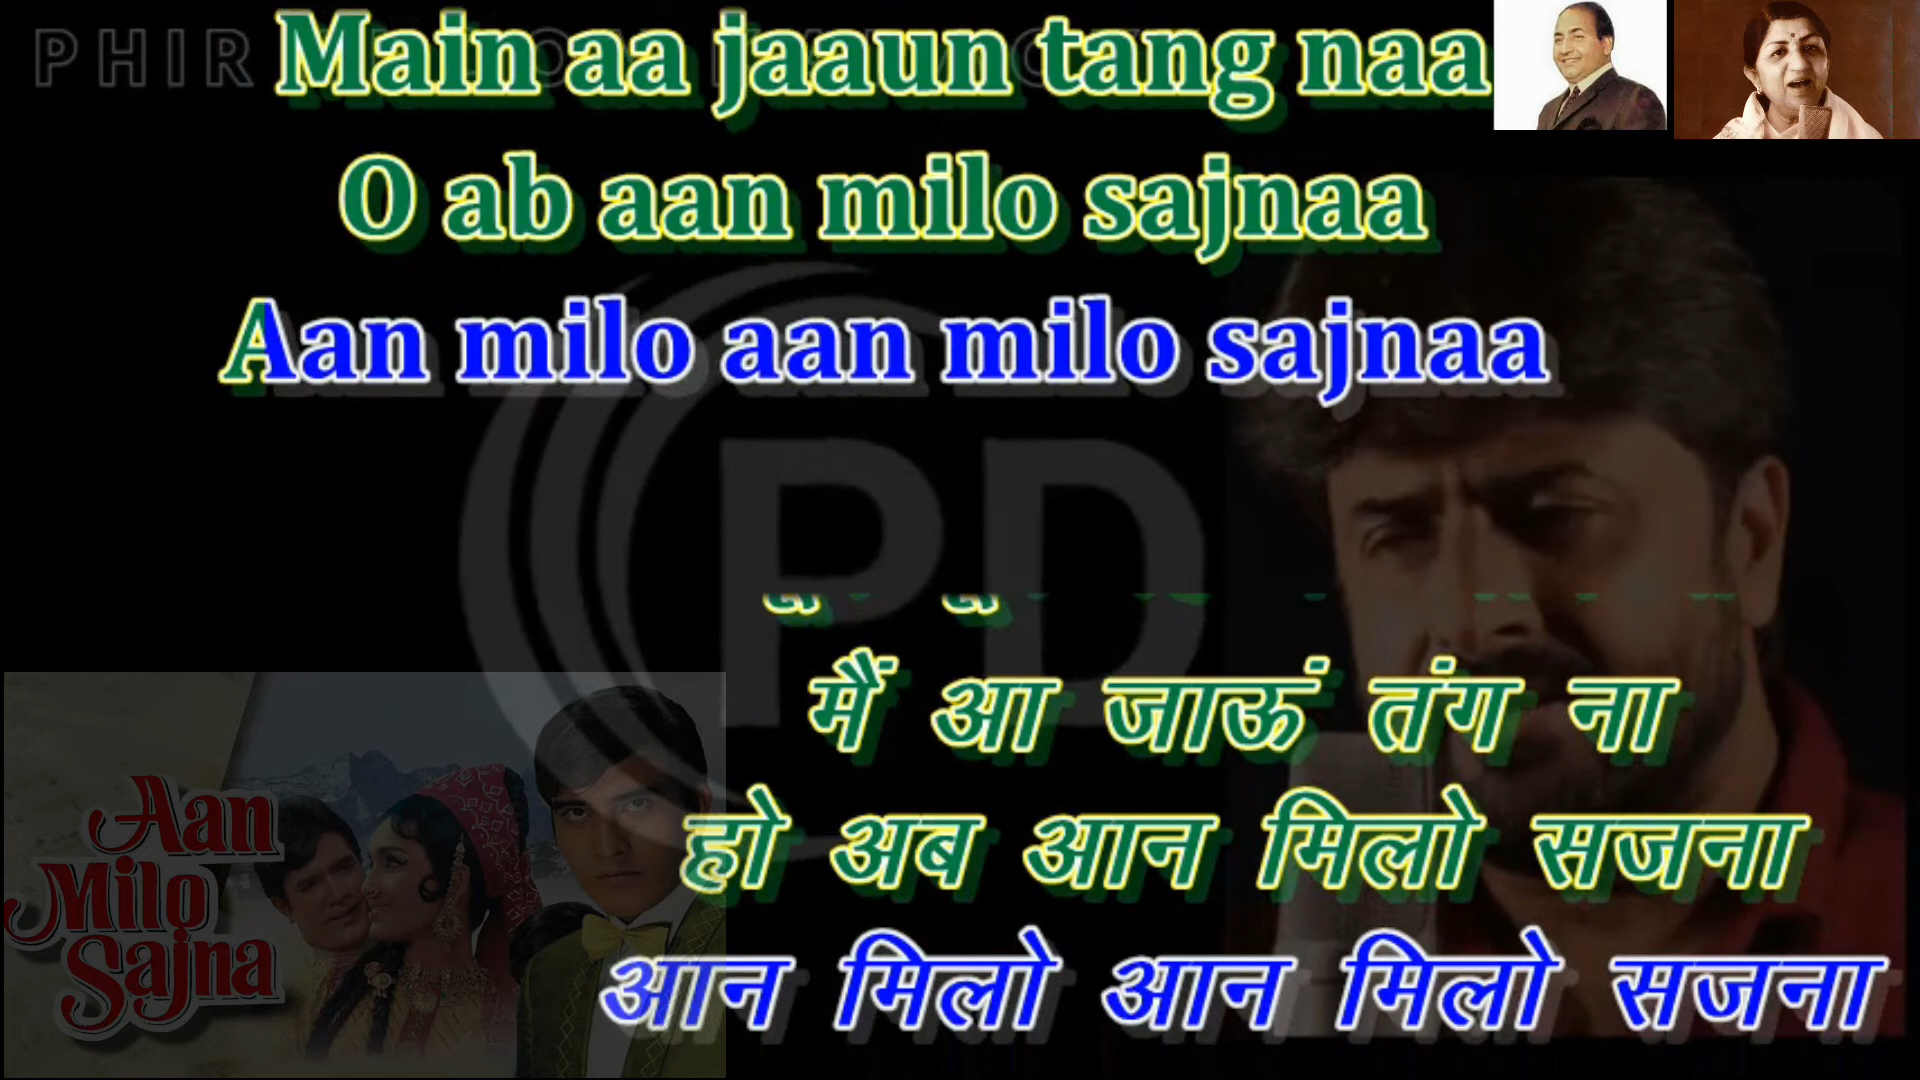 PHIR
Main aa jaaun tang naa
O ab aan milo sajnaa
Aan milo aan milo sajnaa
PD
मैं आ जाऊं तंग ना
हो अब आन मिलो सजना
आन मिलो आन मिलो सजना
Aan
Milo
Sajna